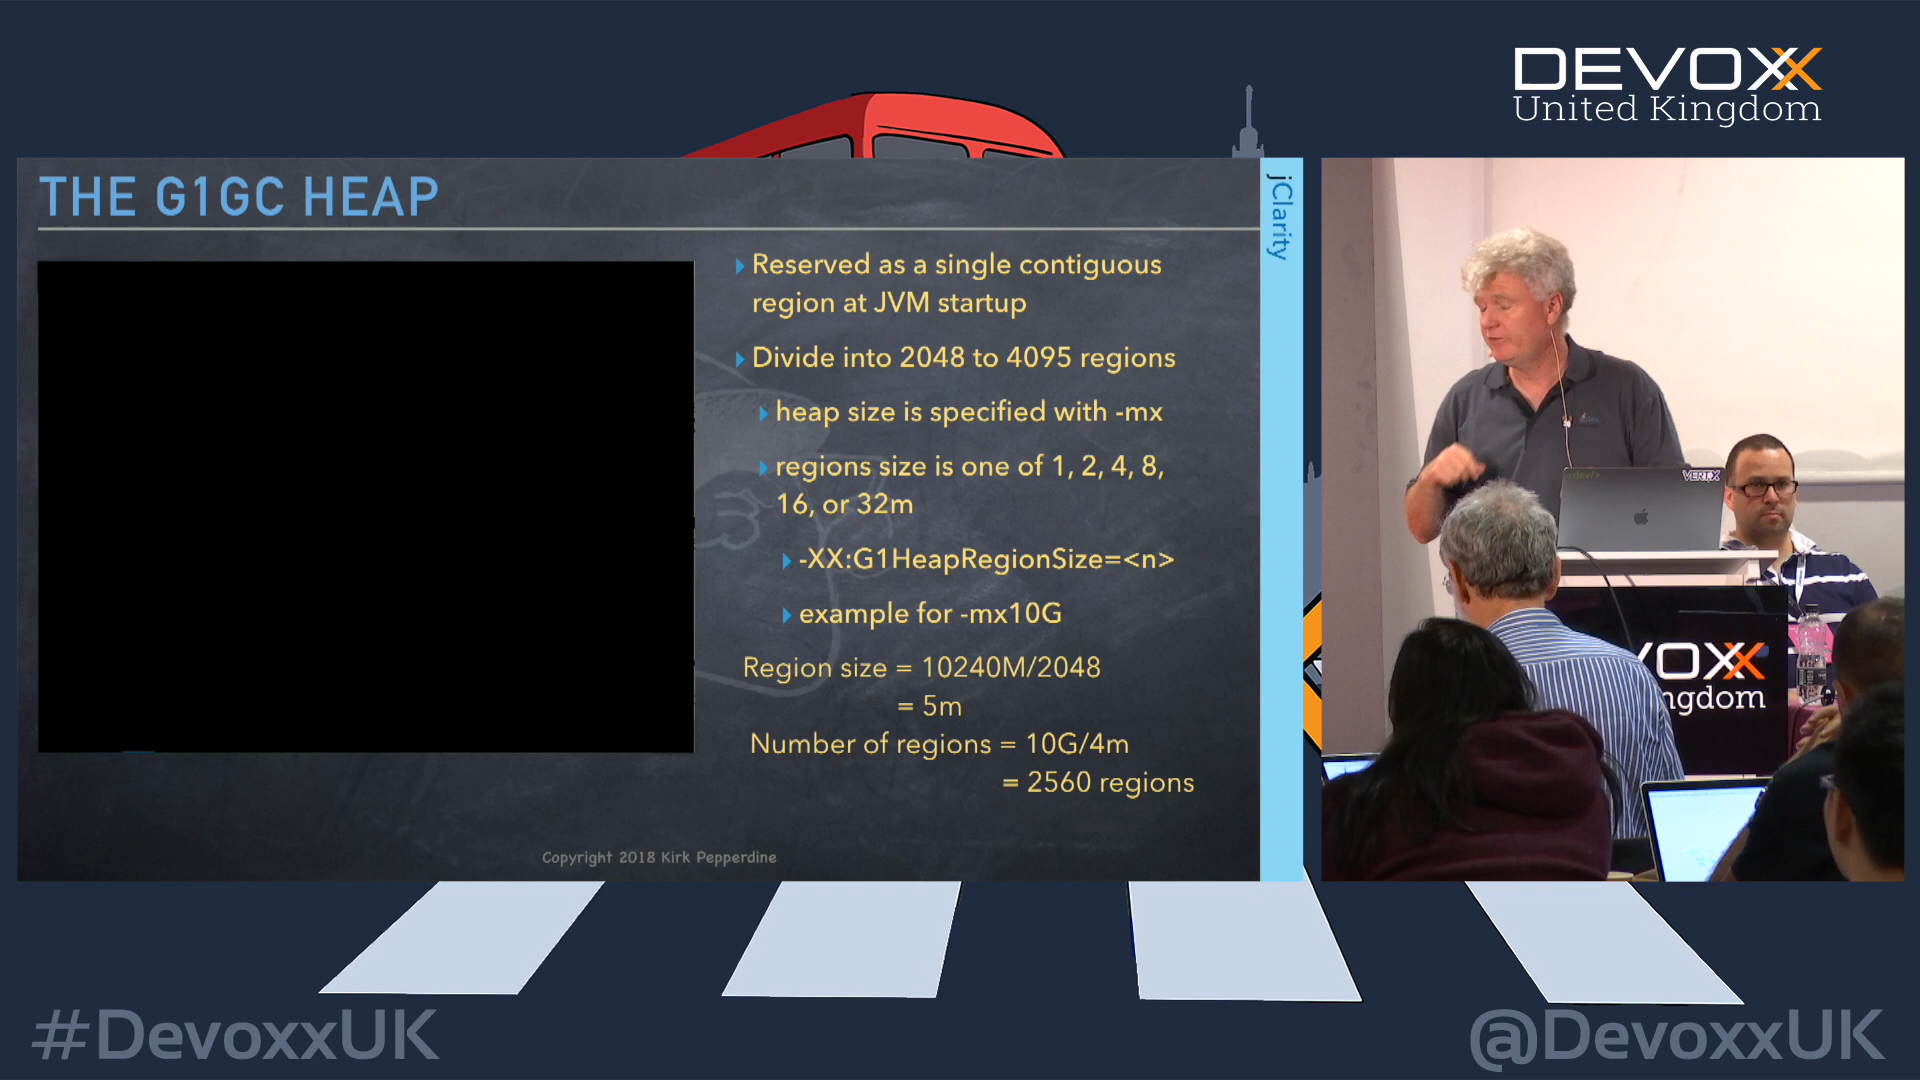 DEVOXX
United Kingdom
THE G1GC HEAP
jClarity
Reserved as a single contiguous
region at JVM startup
Divide into 2048 to 4095 regions
heap size is specified with -mx
regions size is one of 1, 2, 4, 8,
16, or 32m
-XX:G1HeapRegionSize=<n>
example for -mx10G
Region size = 10240M/2048
= 5m
Number of regions = 10G/4m
= 2560 regions
Copyright 2018 Kirk Pepperdine
VERT.X
VOXX
ngdom
#DevoxxUK
@DevoxxUK